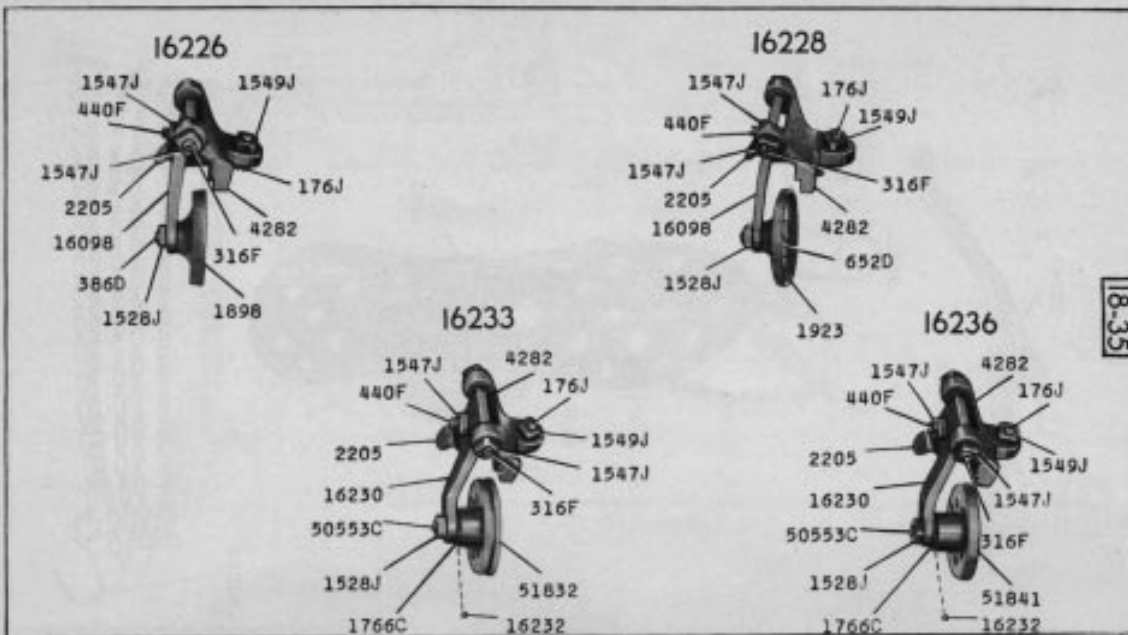 16226
1547J
1549J
440F
1547J
176J
2205
4282
16098
316F
386D
1528J
1898
16228
1547J
176J
440F
1549J
1547J
316F
2205
16098
4282
652D
1528J
1923
16233
4282
1547J
176J
440F
1549J
2205
1547J
16230
316F
50553C
1528J
51832
1766C
16232
16236
4282
1547J
176J
440F
2205
1549J
16230
1547J
50553C
316F
1528J
51841
1766C
16232
18-35